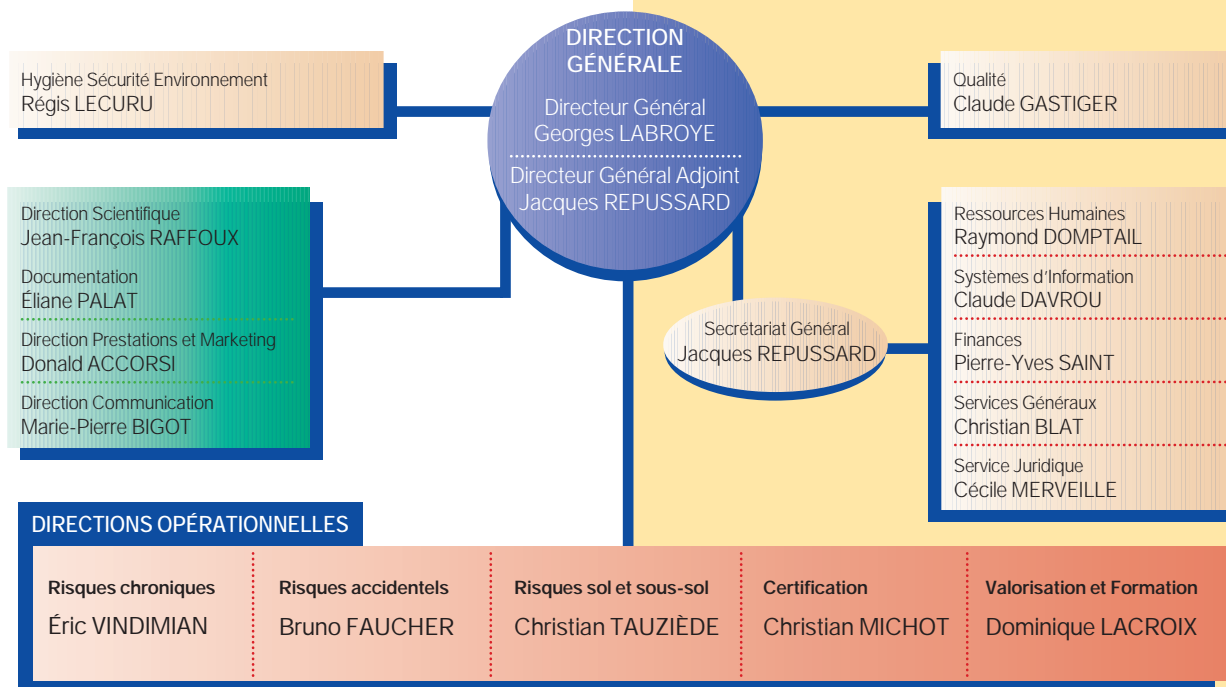 DIRECTION
GÉNÉRALE
Directeur Général
Georges LABROYE
Directeur Général Adjoint
Jacques REPUSSARD
Hygiène Sécurité Environnement
Régis LECURU
Qualité
Claude GASTIGER
Direction Scientifique
Jean-François RAFFOUX
Documentation
Éliane PALAT
Direction Prestations et Marketing
Donald ACCORSI
Direction Communication
Marie-Pierre BIGOT
Secrétariat Général
Jacques REPUSSARD
Ressources Humaines
Raymond DOMPTAIL
Systèmes d'Information
Claude DAVROU
Finances
Pierre-Yves SAINT
Services Généraux
Christian BLAT
Service Juridique
Cécile MERVEILLE
DIRECTIONS OPÉRATIONNELLES
Risques chroniques
Éric VINDIMIAN
Risques accidentels
Bruno FAUCHER
Risques sol et sous-sol
Christian TAUZIÈDE
Certification
Christian MICHOT
Valorisation et Formation
Dominique LACROIX